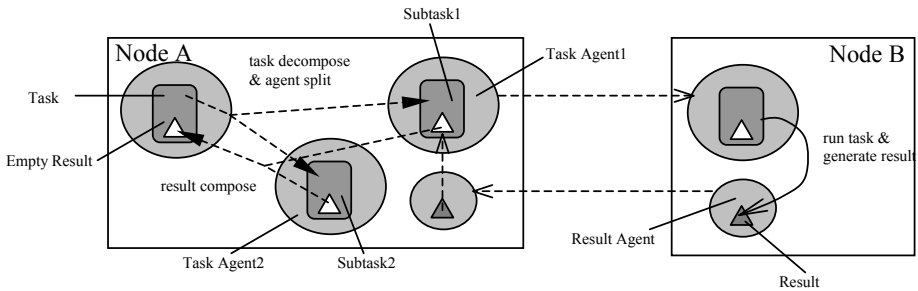 Subtask1
Node A
task decompose
& agent split
Task Agent1
Node B
Task
Empty Result
run task &
generate result
result compose
Result Agent
Task Agent2
Subtask2
Result